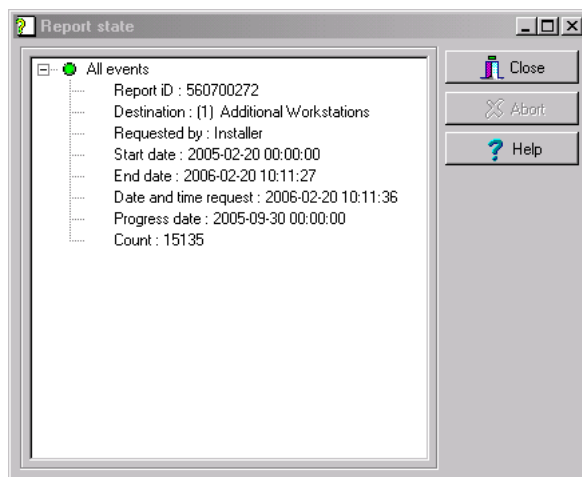 Report state
All events
Report iD : 560700272
Destination : (1) Additional Workstations
Requested by : Installer
Start date : 2005-02-20 00:00:00
End date : 2006-02-20 10:11:27
Date and time request : 2006-02-20 10:11:36
Progress date : 2005-09-30 00:00:00
Count : 15135
Close
Abort
Help